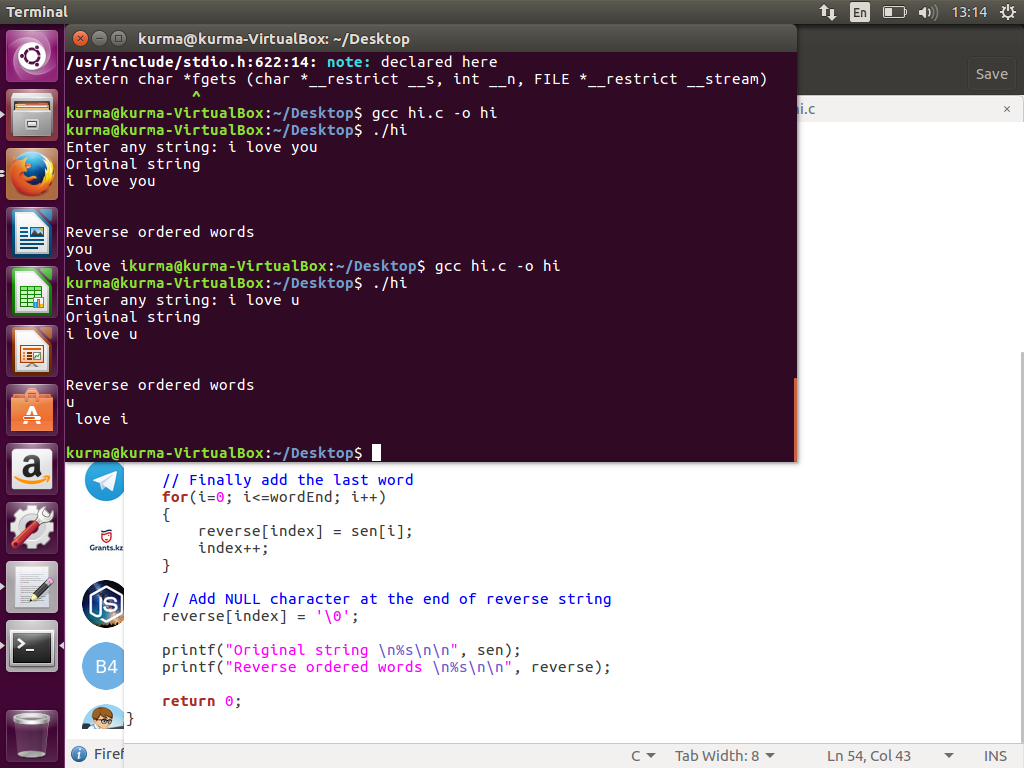 Terminal
En
13:14
kurma@kurma-VirtualBox: ~/Desktop
/usr/include/stdio.h:622:14: note: declared here
extern char *fgets (char *__restrict __s, int __n, FILE *__restrict __stream)
^
kurma@kurma-VirtualBox:~/Desktop$ gcc hi.c -o hi
kurma@kurma-VirtualBox:~/Desktop$ ./hi
Enter any string: i love you
Original string
i love you
Reverse ordered words
you
love ikurma@kurma-VirtualBox:~/Desktop$ gcc hi.c -o hi
kurma@kurma-VirtualBox:~/Desktop$ ./hi
Enter any string: i love u
Original string
i love u
Reverse ordered words
u
love i
kurma@kurma-VirtualBox:~/Desktop$
Save
hi.c ×
// Finally add the last word
for(i=0; i<=wordEnd; i++)
{
reverse[index] = sen[i];
index++;
}
// Add NULL character at the end of reverse string
reverse[index] = '\0';
printf("Original string \n%s\n\n", sen);
printf("Reverse ordered words \n%s\n\n", reverse);
return 0;
}
Grants.kz
JS
B4
Firef
C
Tab Width: 8
Ln 54, Col 43
INS